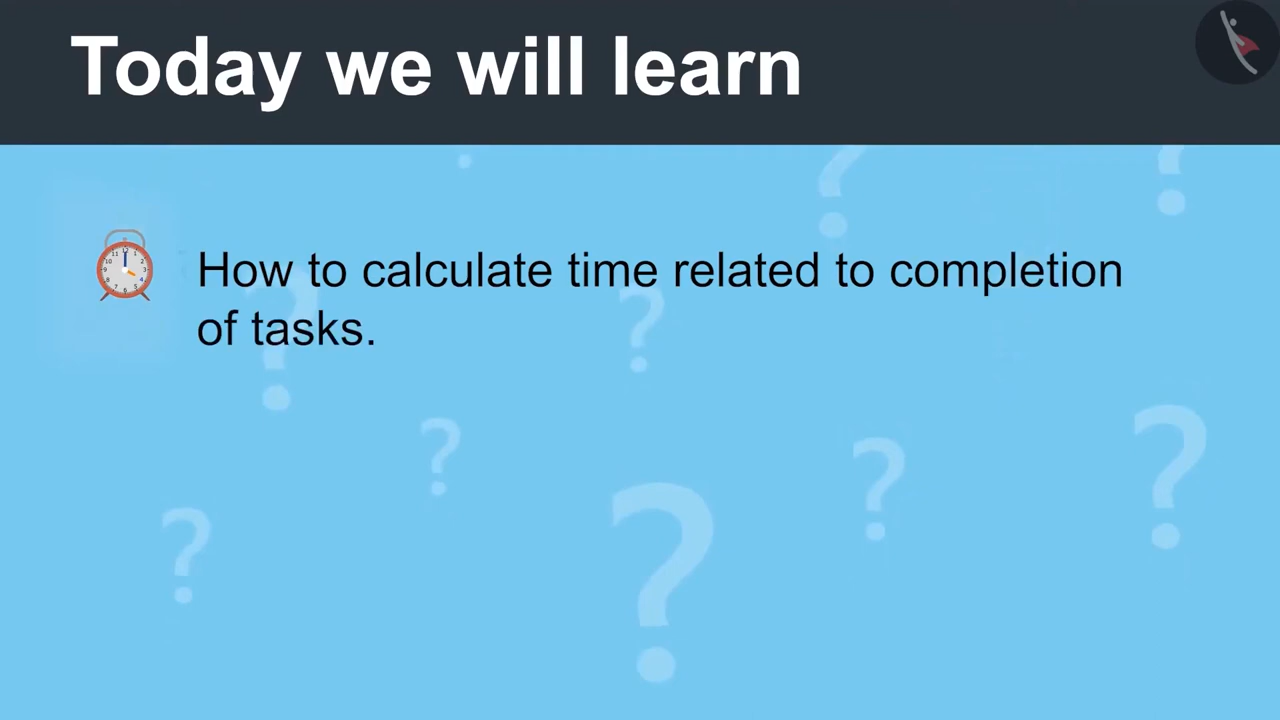 Today we will learn
How to calculate time related to completion
of tasks.